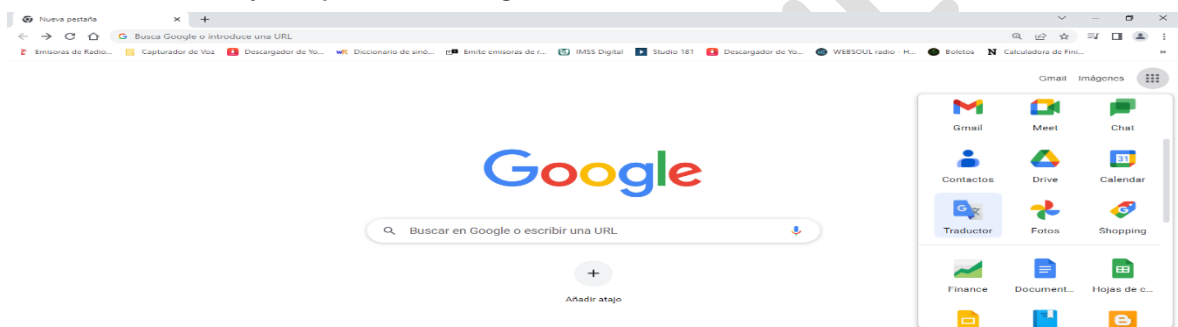 Nueva pestaña
Busca Google o introduce una URL
Emisoras de Radio... Capturador de Voz Descargador de Yo... Diccionario de sinó... Emite emisoras de r... IMSS Digital Studio 181 Descargador de Yo... WEBSOUL radio - H... Boletos Calculadora de Fini...
Gmail Imágenes
Gmail Meet Chat
Contactos Drive Calendar
Google
Buscar en Google o escribir una URL
Traductor Fotos Shopping
Añadir atajo
Finance Document... Hojas de c...